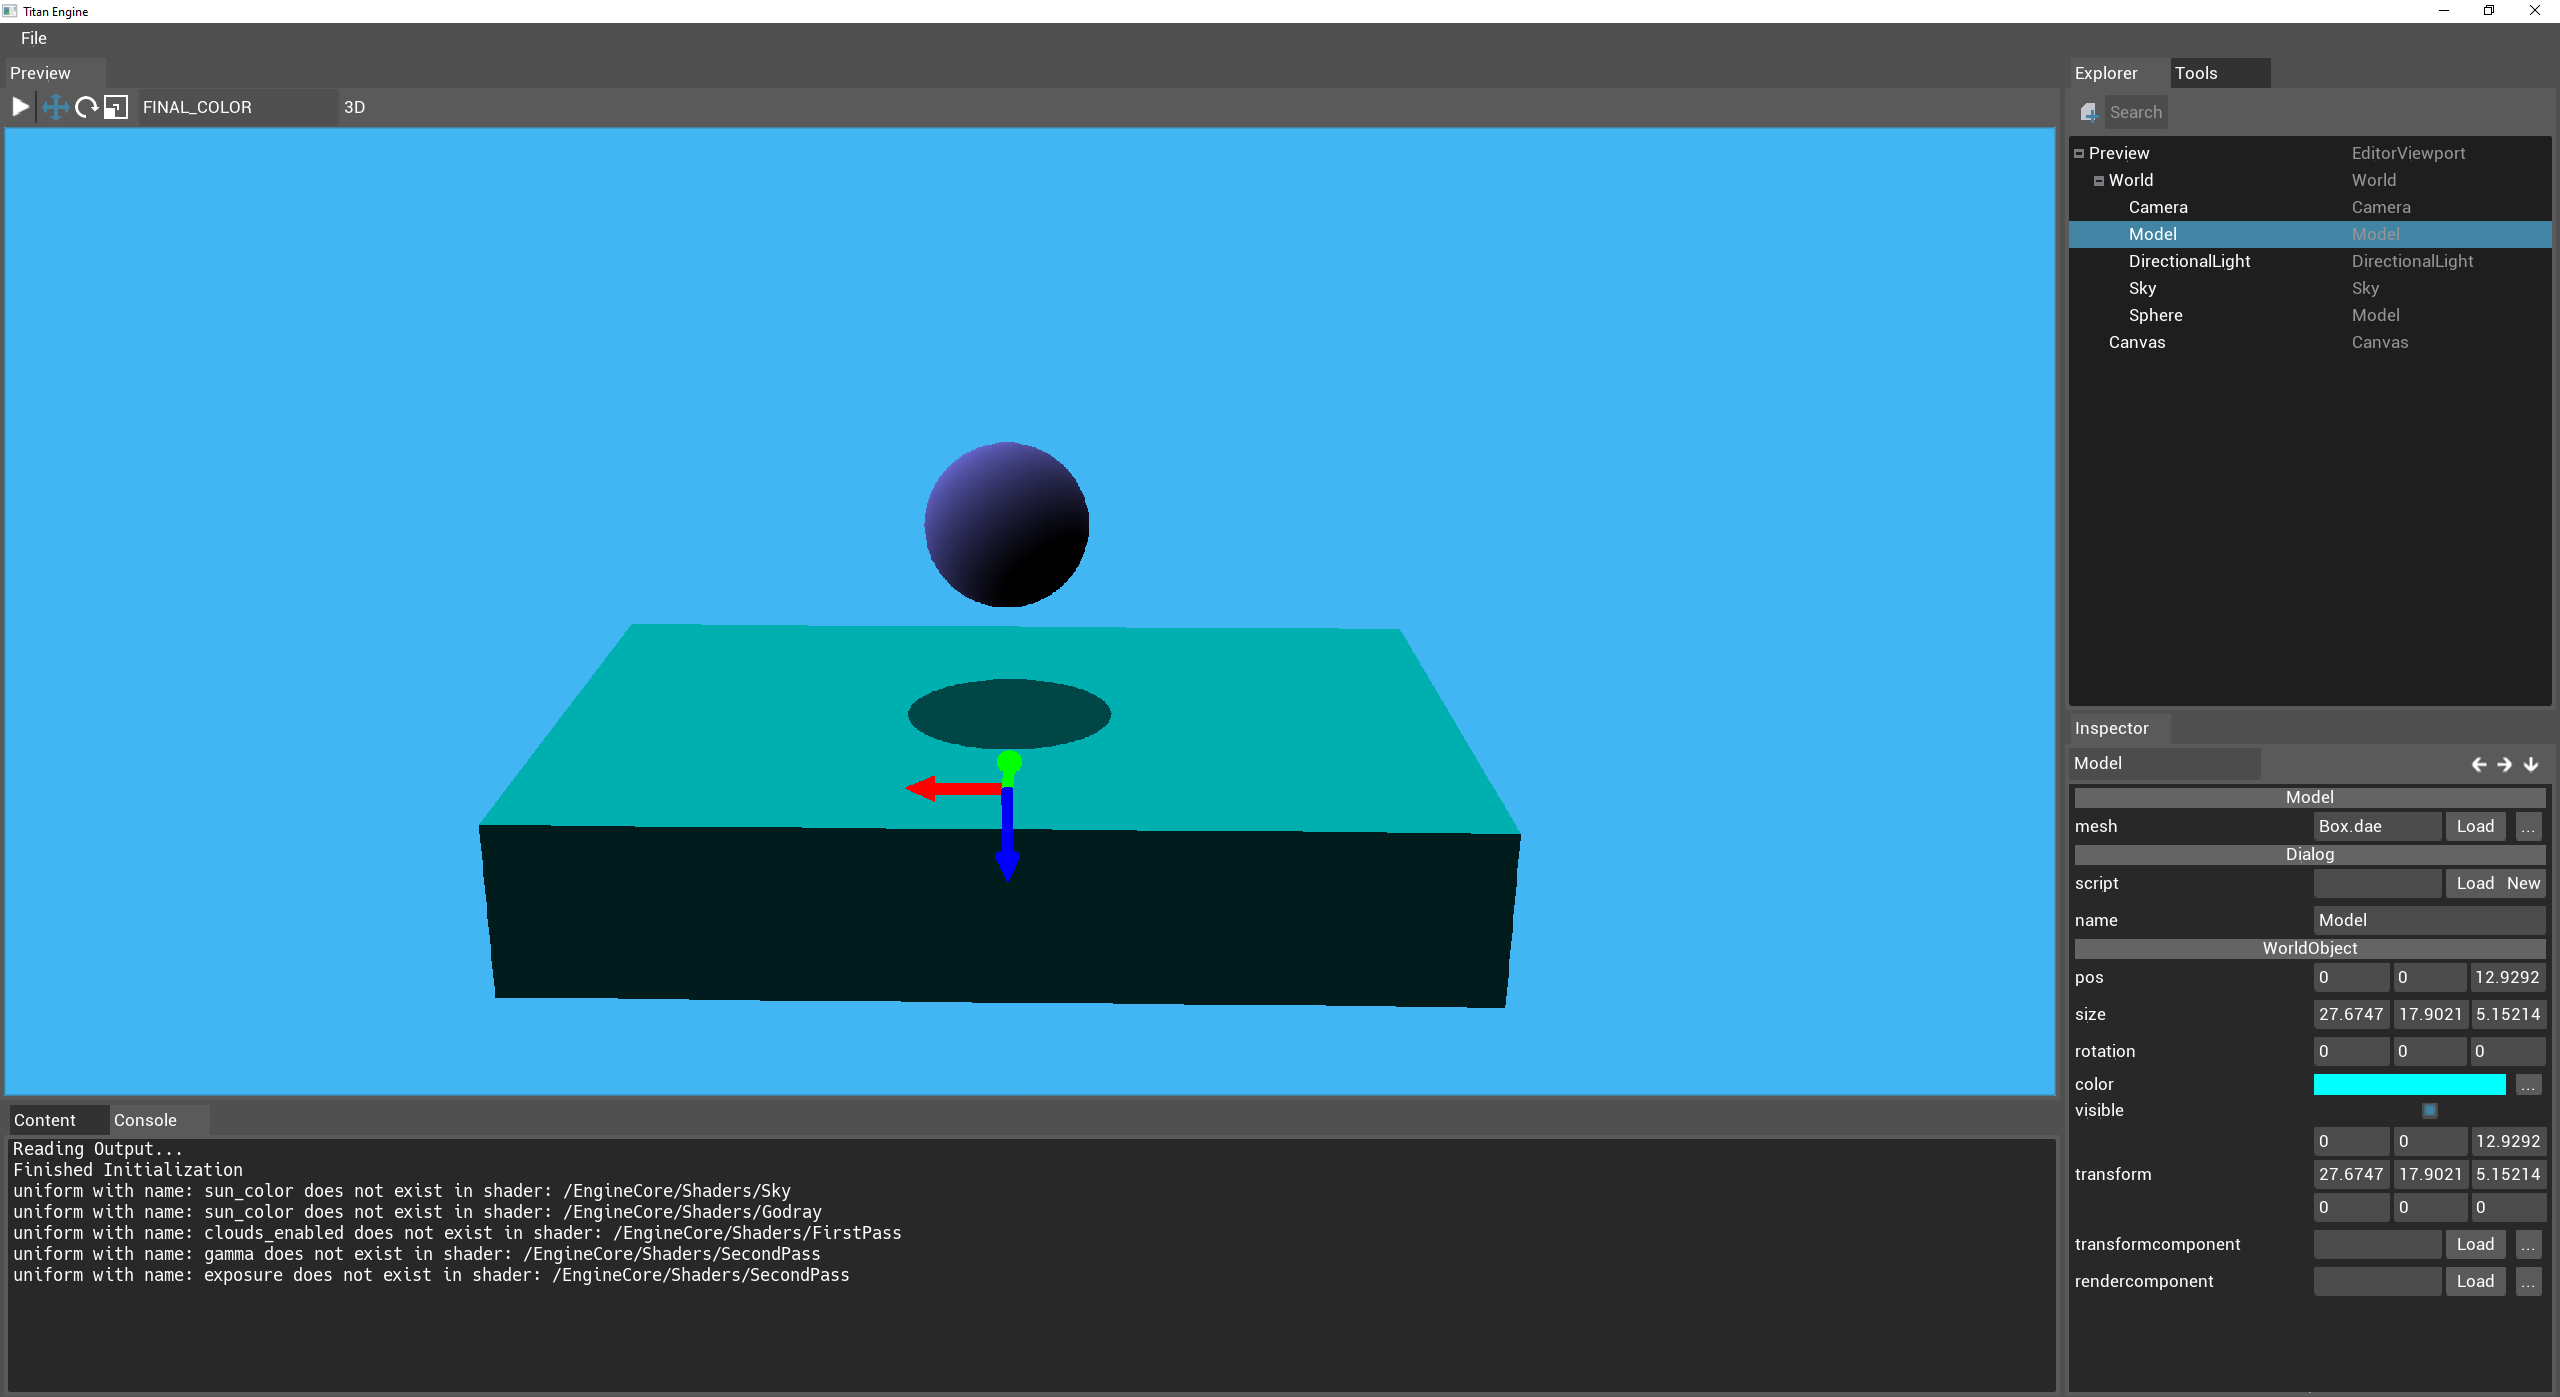 Titan Engine
File
Preview
FINAL_COLOR 3D
Explorer Tools
Search
Preview EditorViewport
World World
Camera Camera
Model Model
DirectionalLight DirectionalLight
Sky Sky
Sphere Model
Canvas Canvas
Inspector
Model
Model
mesh Box.dae Load ...
Dialog
script Load New
name Model
WorldObject
pos 0 0 12.9292
size 27.6747 17.9021 5.15214
rotation 0 0 0
color ...
visible
0 0 12.9292
transform 27.6747 17.9021 5.15214
0 0 0
transformcomponent Load ...
rendercomponent Load ...
Content Console
Reading Output...
Finished Initialization
uniform with name: sun_color does not exist in shader: /EngineCore/Shaders/Sky
uniform with name: sun_color does not exist in shader: /EngineCore/Shaders/Godray
uniform with name: clouds_enabled does not exist in shader: /EngineCore/Shaders/FirstPass
uniform with name: gamma does not exist in shader: /EngineCore/Shaders/SecondPass
uniform with name: exposure does not exist in shader: /EngineCore/Shaders/SecondPass